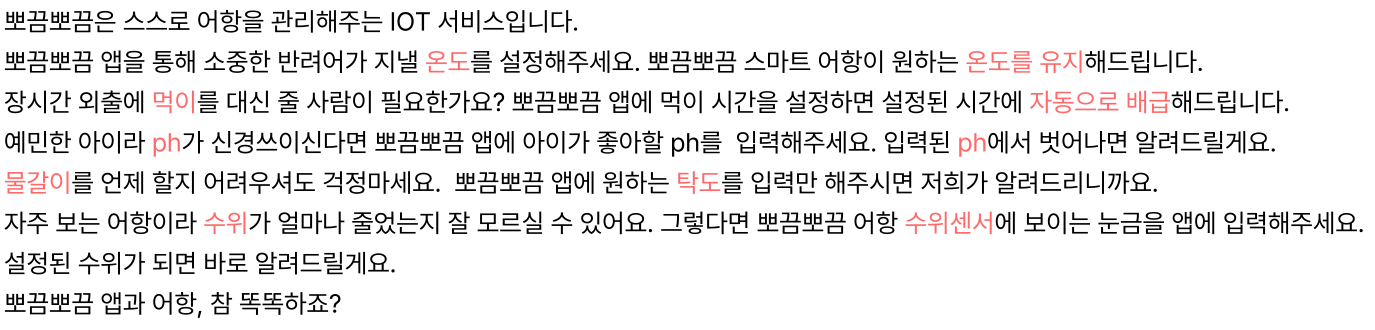 뽀끔뽀끔은 스스로 어항을 관리해주는 IOT 서비스입니다.
뽀끔뽀끔 앱을 통해 소중한 반려어가 지낼 온도를 설정해주세요. 뽀끔뽀끔 스마트 어항이 원하는 온도를 유지해드립니다.
장시간 외출에 먹이를 대신 줄 사람이 필요한가요? 뽀끔뽀끔 앱에 먹이 시간을 설정하면 설정된 시간에 자동으로 배급해드립니다.
예민한 아이라 ph가 신경쓰이신다면 뽀끔뽀끔 앱에 아이가 좋아할 ph를  입력해주세요. 입력된 ph에서 벗어나면 알려드릴게요.
물갈이를 언제 할지 어려우셔도 걱정마세요.  뽀끔뽀끔 앱에 원하는 탁도를 입력만 해주시면 저희가 알려드리니까요.
자주 보는 어항이라 수위가 얼마나 줄었는지 잘 모르실 수 있어요. 그렇다면 뽀끔뽀끔 어항 수위센서에 보이는 눈금을 앱에 입력해주세요.
설정된 수위가 되면 바로 알려드릴게요.
뽀끔뽀끔 앱과 어항, 참 똑똑하죠?